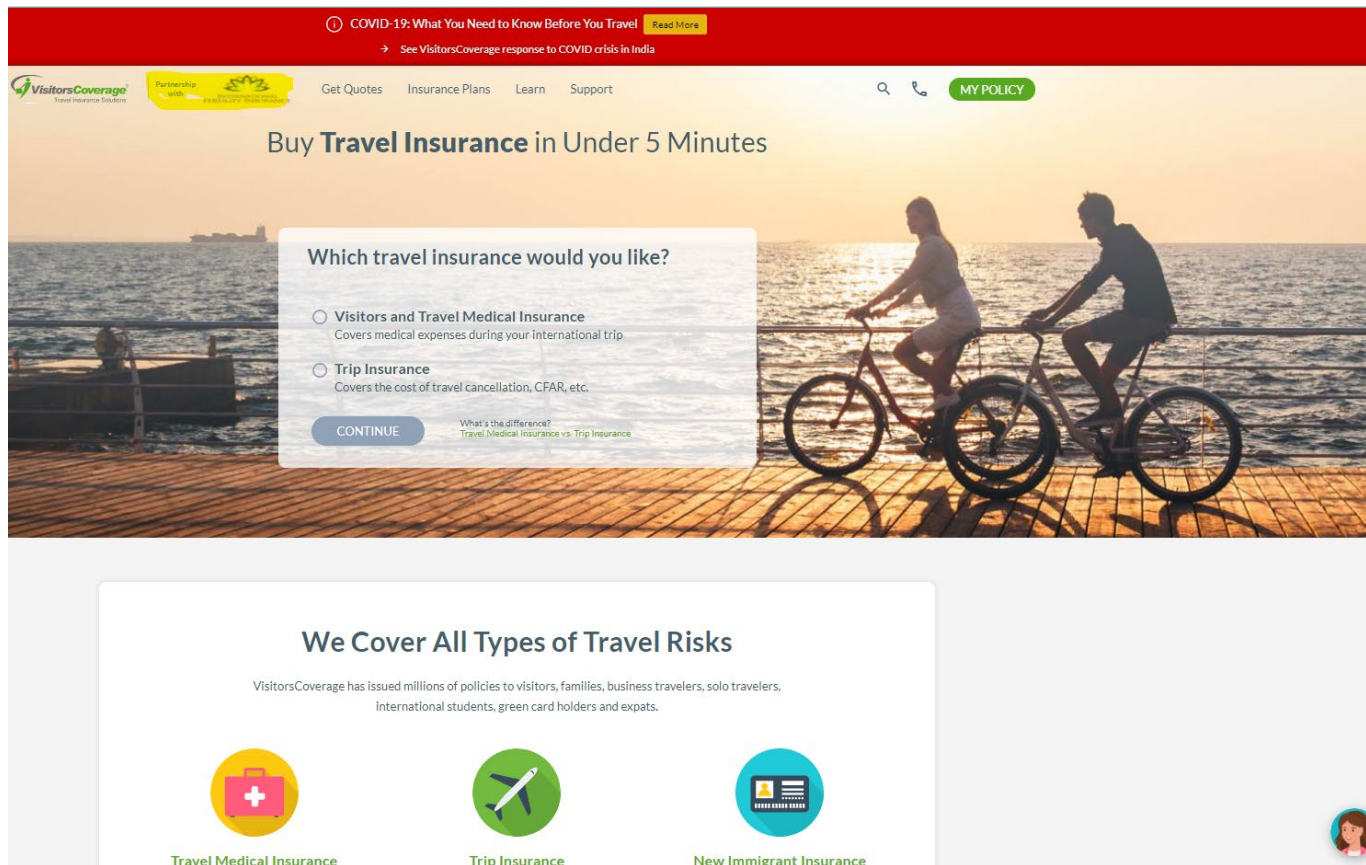 COVID-19: What You Need to Know Before You Travel Read More
→ See VisitorsCoverage response to COVID crisis in India
VisitorsCoverage
Travel Insurance Solutions
Partnership
with
FERTILITY INSURANCE
Get Quotes Insurance Plans Learn Support
MY POLICY
Buy Travel Insurance in Under 5 Minutes
Which travel insurance would you like?
Visitors and Travel Medical Insurance
Covers medical expenses during your international trip
Trip Insurance
Covers the cost of travel cancellation, CFAR, etc.
CONTINUE
What's the difference?
Travel Medical Insurance vs. Trip Insurance
We Cover All Types of Travel Risks
VisitorsCoverage has issued millions of policies to visitors, families, business travelers, solo travelers,
international students, green card holders and expats.
Travel Medical Insurance Trip Insurance New Immigrant Insurance